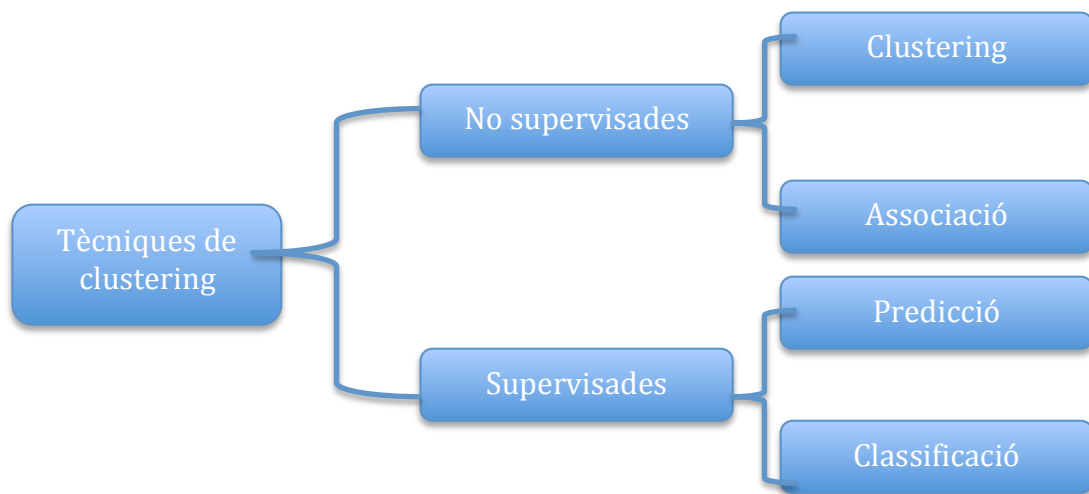 Tècniques de
clustering
No supervisades
Clustering
Associació
Supervisades
Predicció
Classificació